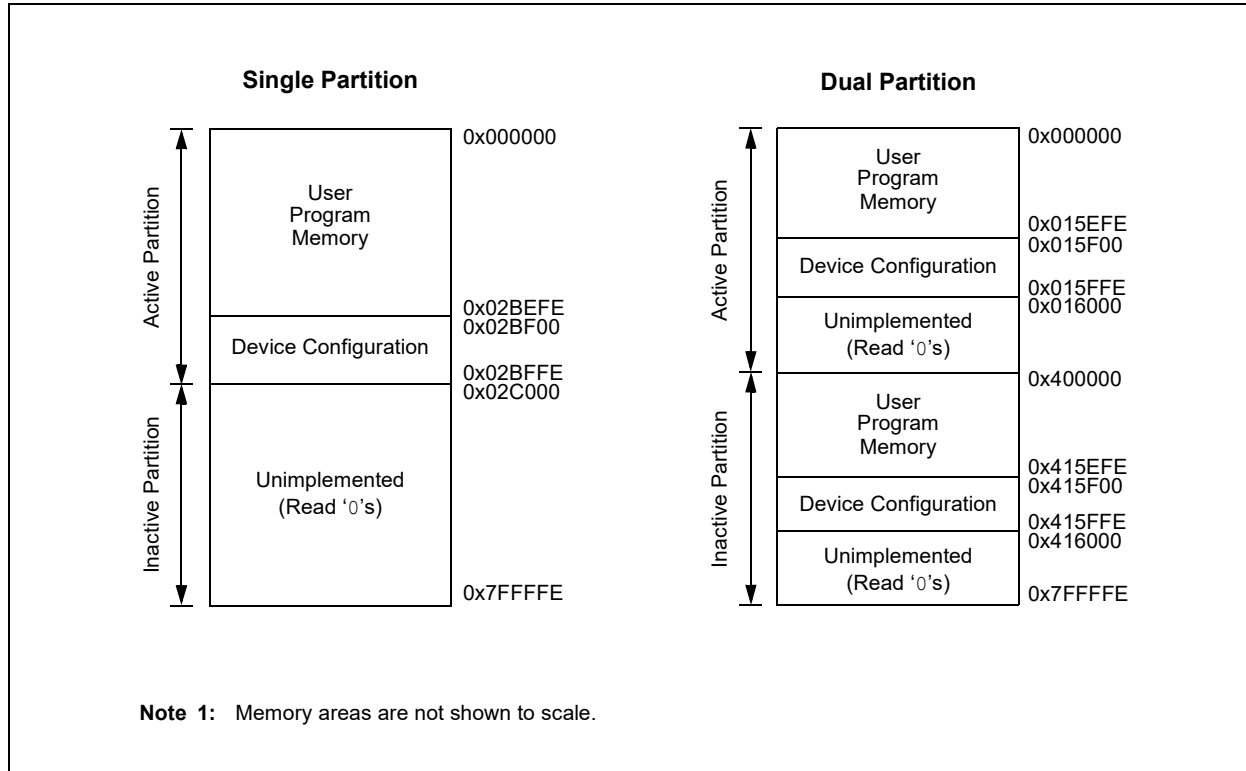 Single Partition
Active Partition
User
Program
Memory
Device Configuration
Inactive Partition
Unimplemented
(Read ‘0’s)
0x000000
0x02BEFE
0x02BF00
0x02BFFE
0x02C000
0x7FFFFE
Dual Partition
Active Partition
User
Program
Memory
Device Configuration
Unimplemented
(Read ‘0’s)
Inactive Partition
User
Program
Memory
Device Configuration
Unimplemented
(Read ‘0’s)
0x000000
0x015EFE
0x015F00
0x015FFE
0x016000
0x400000
0x415EFE
0x415F00
0x415FFE
0x416000
0x7FFFFE
Note 1: Memory areas are not shown to scale.